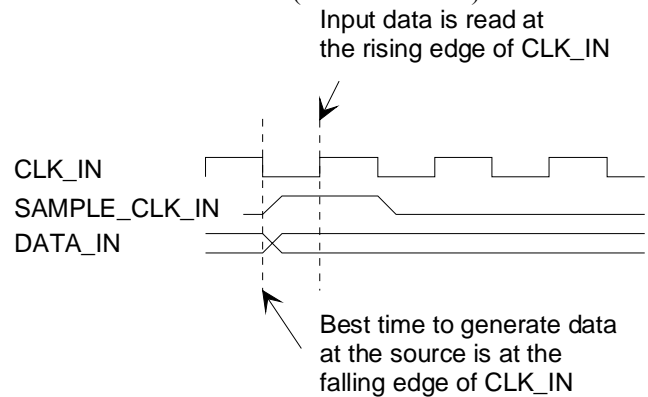 Input data is read at
the rising edge of CLK_IN
CLK_IN
SAMPLE_CLK_IN
DATA_IN
Best time to generate data
at the source is at the
falling edge of CLK_IN